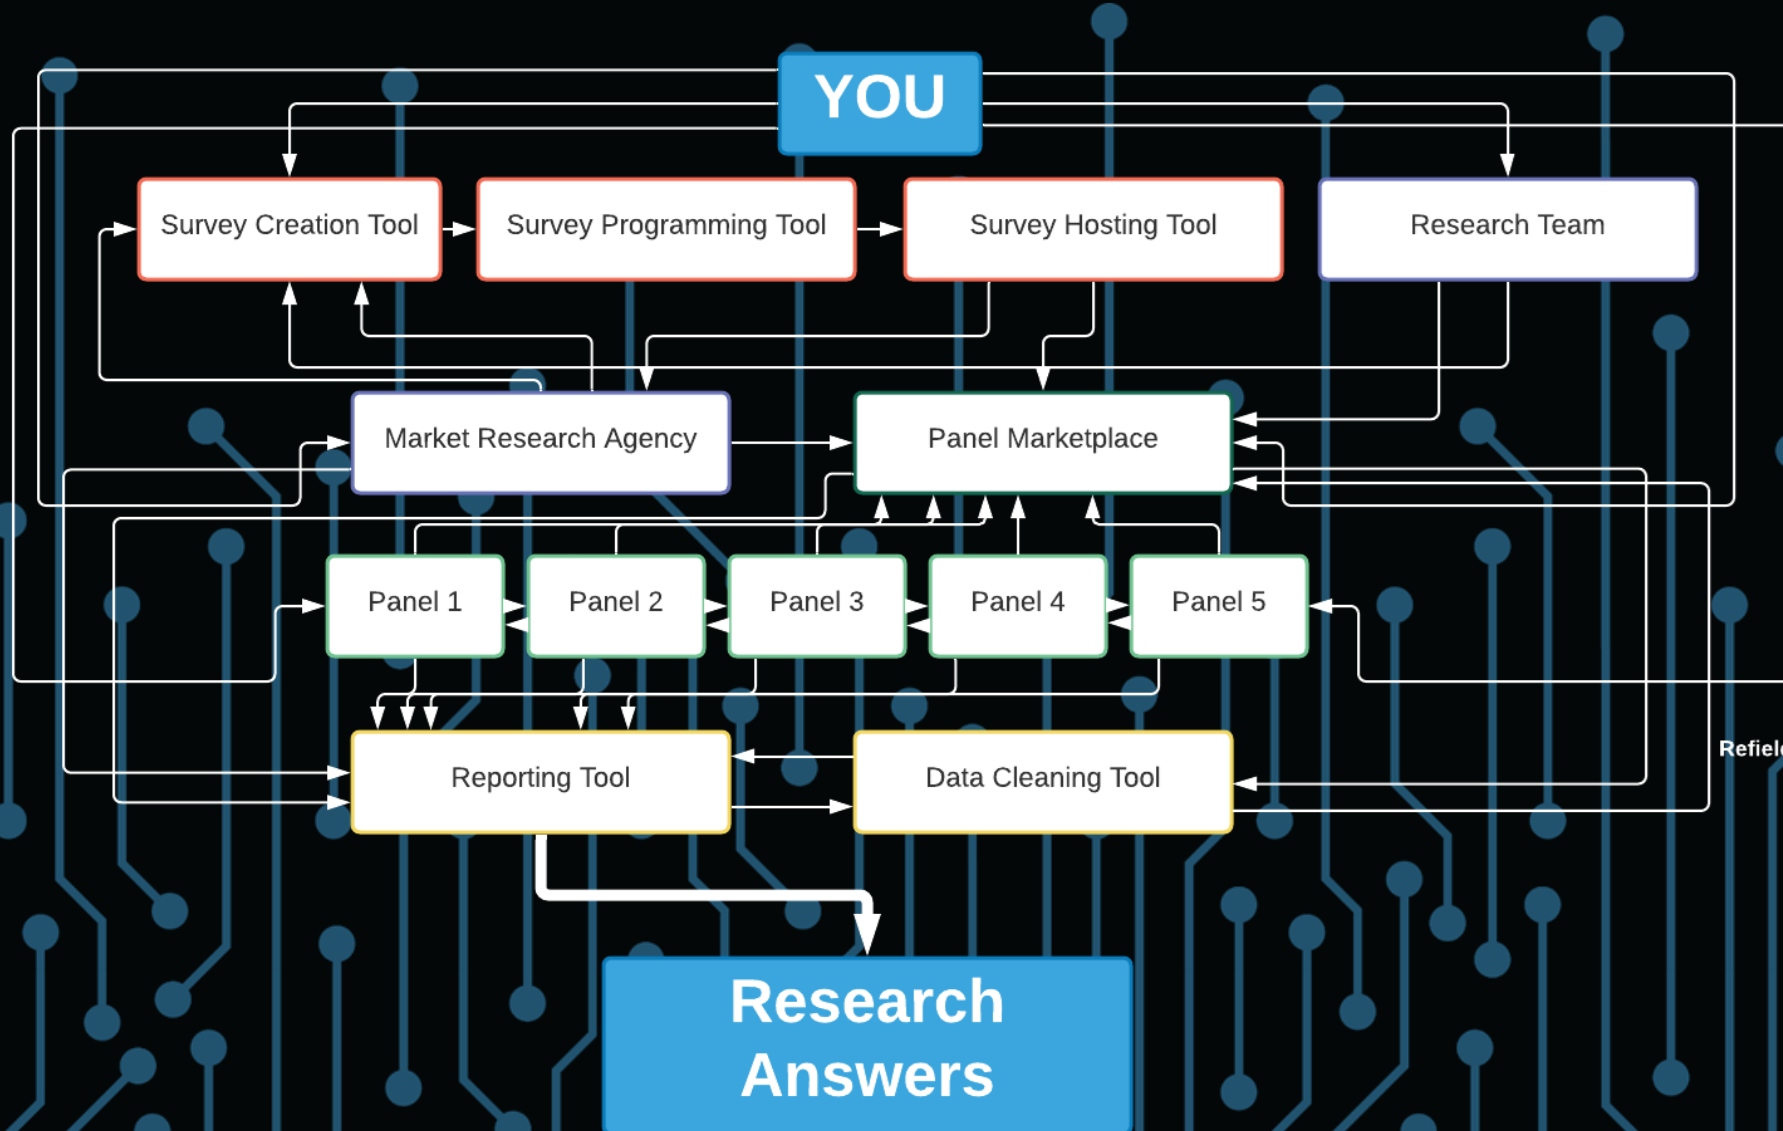 YOU
Survey Creation Tool
Survey Programming Tool
Survey Hosting Tool
Research Team
Market Research Agency
Panel Marketplace
Panel 1
Panel 2
Panel 3
Panel 4
Panel 5
Reporting Tool
Data Cleaning Tool
Research
Answers